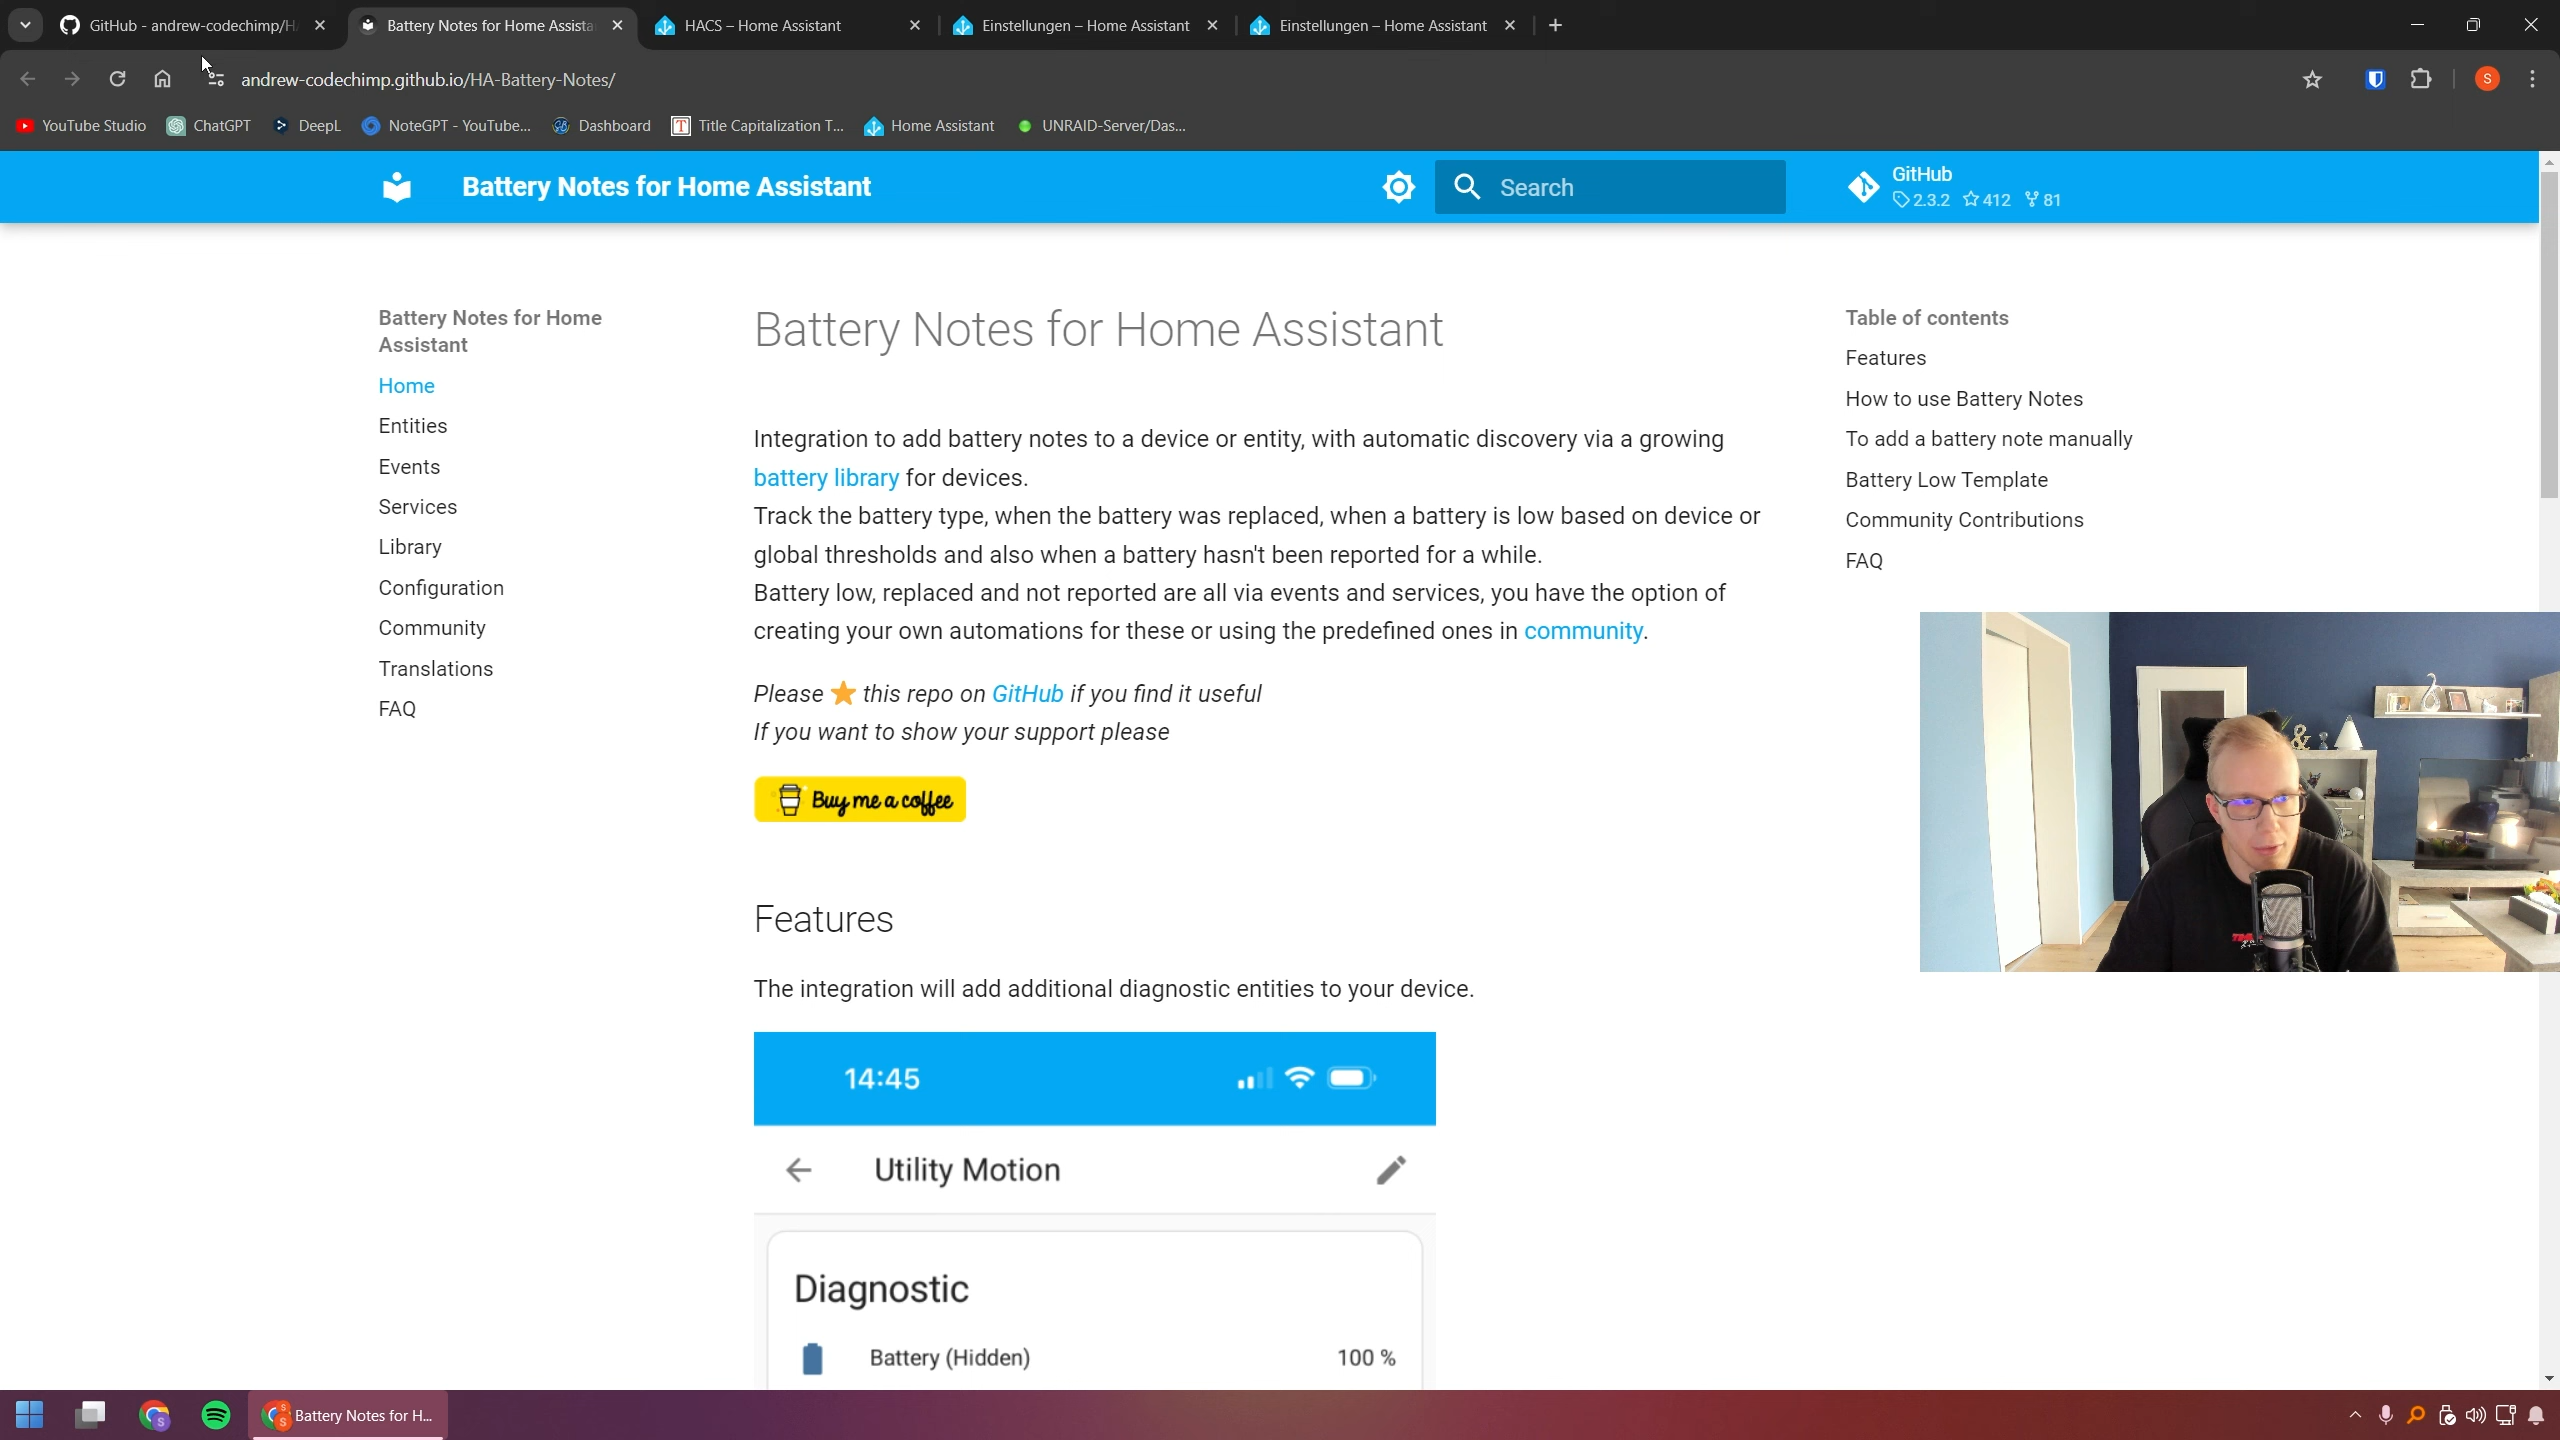 GitHub - andrew-codechimp/H
Battery Notes for Home Assista
HACS – Home Assistant
Einstellungen – Home Assistant
Einstellungen – Home Assistant
andrew-codechimp.github.io/HA-Battery-Notes/
S
YouTube Studio
ChatGPT
DeepL
NoteGPT - YouTube...
Dashboard
Title Capitalization T...
Home Assistant
UNRAID-Server/Das...
Battery Notes for Home Assistant
Search
GitHub
2.3.2 412 81
Battery Notes for Home
Assistant
Home
Entities
Events
Services
Library
Configuration
Community
Translations
FAQ
Battery Notes for Home Assistant
Integration to add battery notes to a device or entity, with automatic discovery via a growing
battery library for devices.
Track the battery type, when the battery was replaced, when a battery is low based on device or
global thresholds and also when a battery hasn't been reported for a while.
Battery low, replaced and not reported are all via events and services, you have the option of
creating your own automations for these or using the predefined ones in community.
Please ⭐ this repo on GitHub if you find it useful
If you want to show your support please
Buy me a coffee
Features
The integration will add additional diagnostic entities to your device.
14:45
Utility Motion
Diagnostic
Battery (Hidden) 100 %
Table of contents
Features
How to use Battery Notes
To add a battery note manually
Battery Low Template
Community Contributions
FAQ
Battery Notes for H...